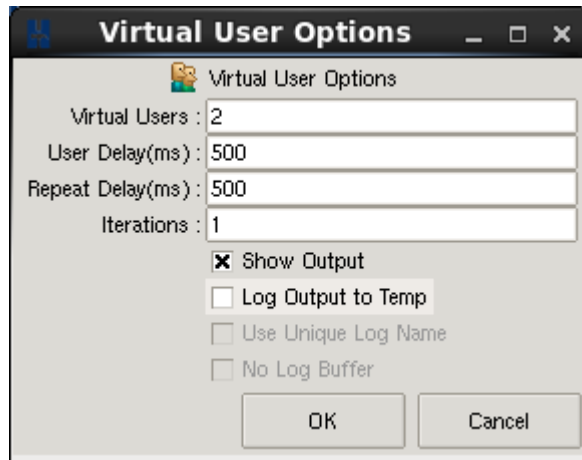 Virtual User Options
Virtual User Options
Virtual Users : 2
User Delay(ms) : 500
Repeat Delay(ms) : 500
Iterations : 1
Show Output
Log Output to Temp
Use Unique Log Name
No Log Buffer
OK Cancel